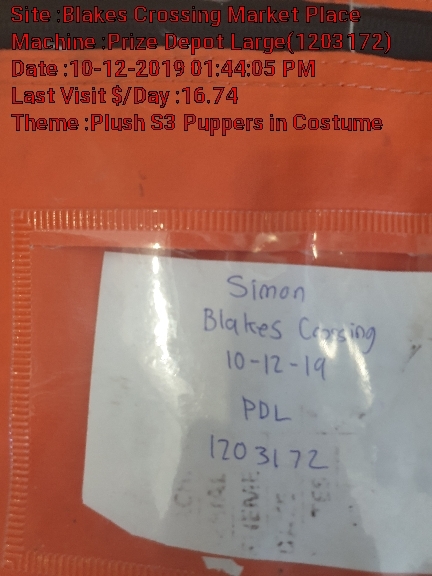 Site :Blakes Crossing Market Place
Machine :Prize Depot Large(1203172)
Date :10-12-2019 01:44:05 PM
Last Visit $/Day :16.74
Theme :Plush S3 Puppers in Costume
Simon
Blakes Crossing
10-12-19
PDL
1203172